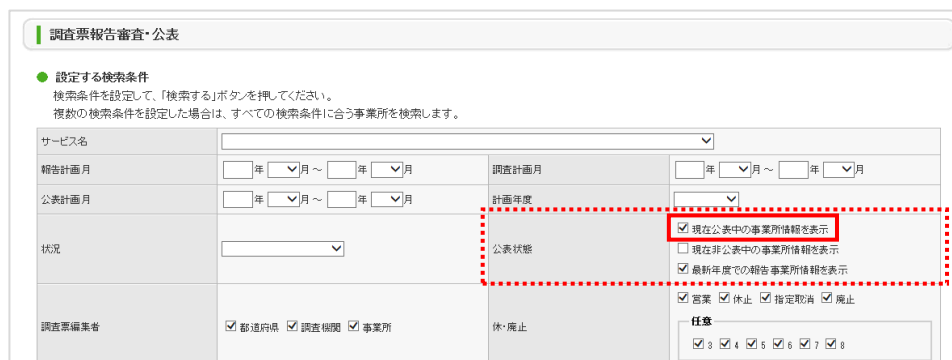 調査票報告審査・公表
設定する検索条件
検索条件を設定して、「検索する」ボタンを押してください。
複数の検索条件を設定した場合は、すべての検索条件に合う事業所を検索します。
サービス名
報告計画月 年 月 ～ 年 月 調査計画月 年 月 ～ 年 月
公表計画月 年 月 ～ 年 月 計画年度
状況 公表状態
現在公表中の事業所情報を表示
現在非公表中の事業所情報を表示
最新年度での報告事業所情報を表示
調査票編集者 都道府県 調査機関 事業所 休・廃止
営業 休止 指定取消 廃止
任意
3 4 5 6 7 8